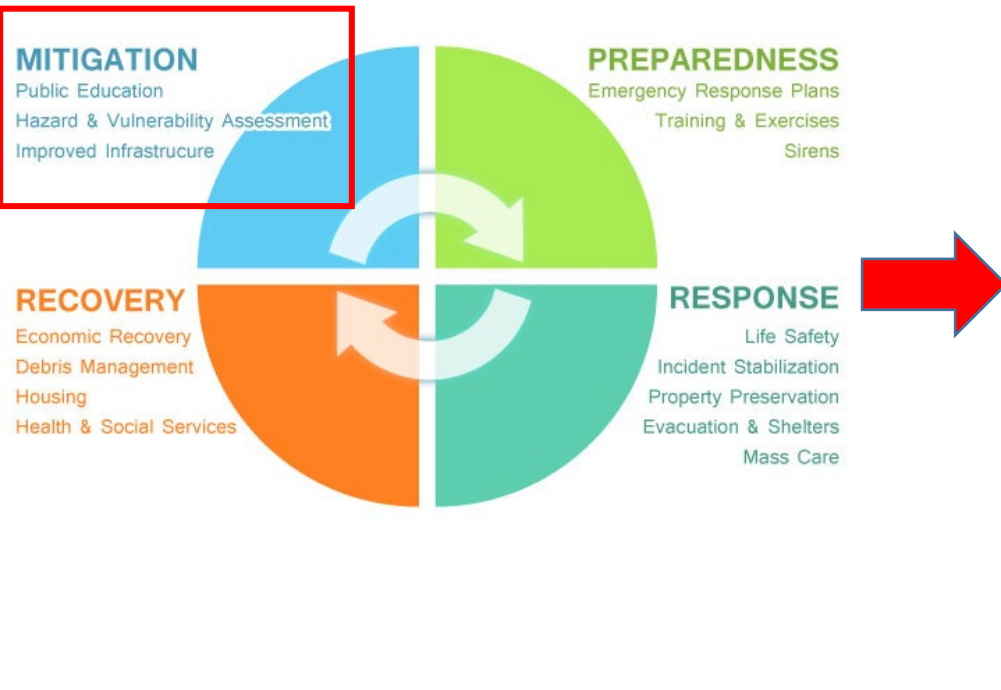 MITIGATION
Public Education
Hazard & Vulnerability Assessment
Improved Infrastrucure
PREPAREDNESS
Emergency Response Plans
Training & Exercises
Sirens
RECOVERY
Economic Recovery
Debris Management
Housing
Health & Social Services
RESPONSE
Life Safety
Incident Stabilization
Property Preservation
Evacuation & Shelters
Mass Care